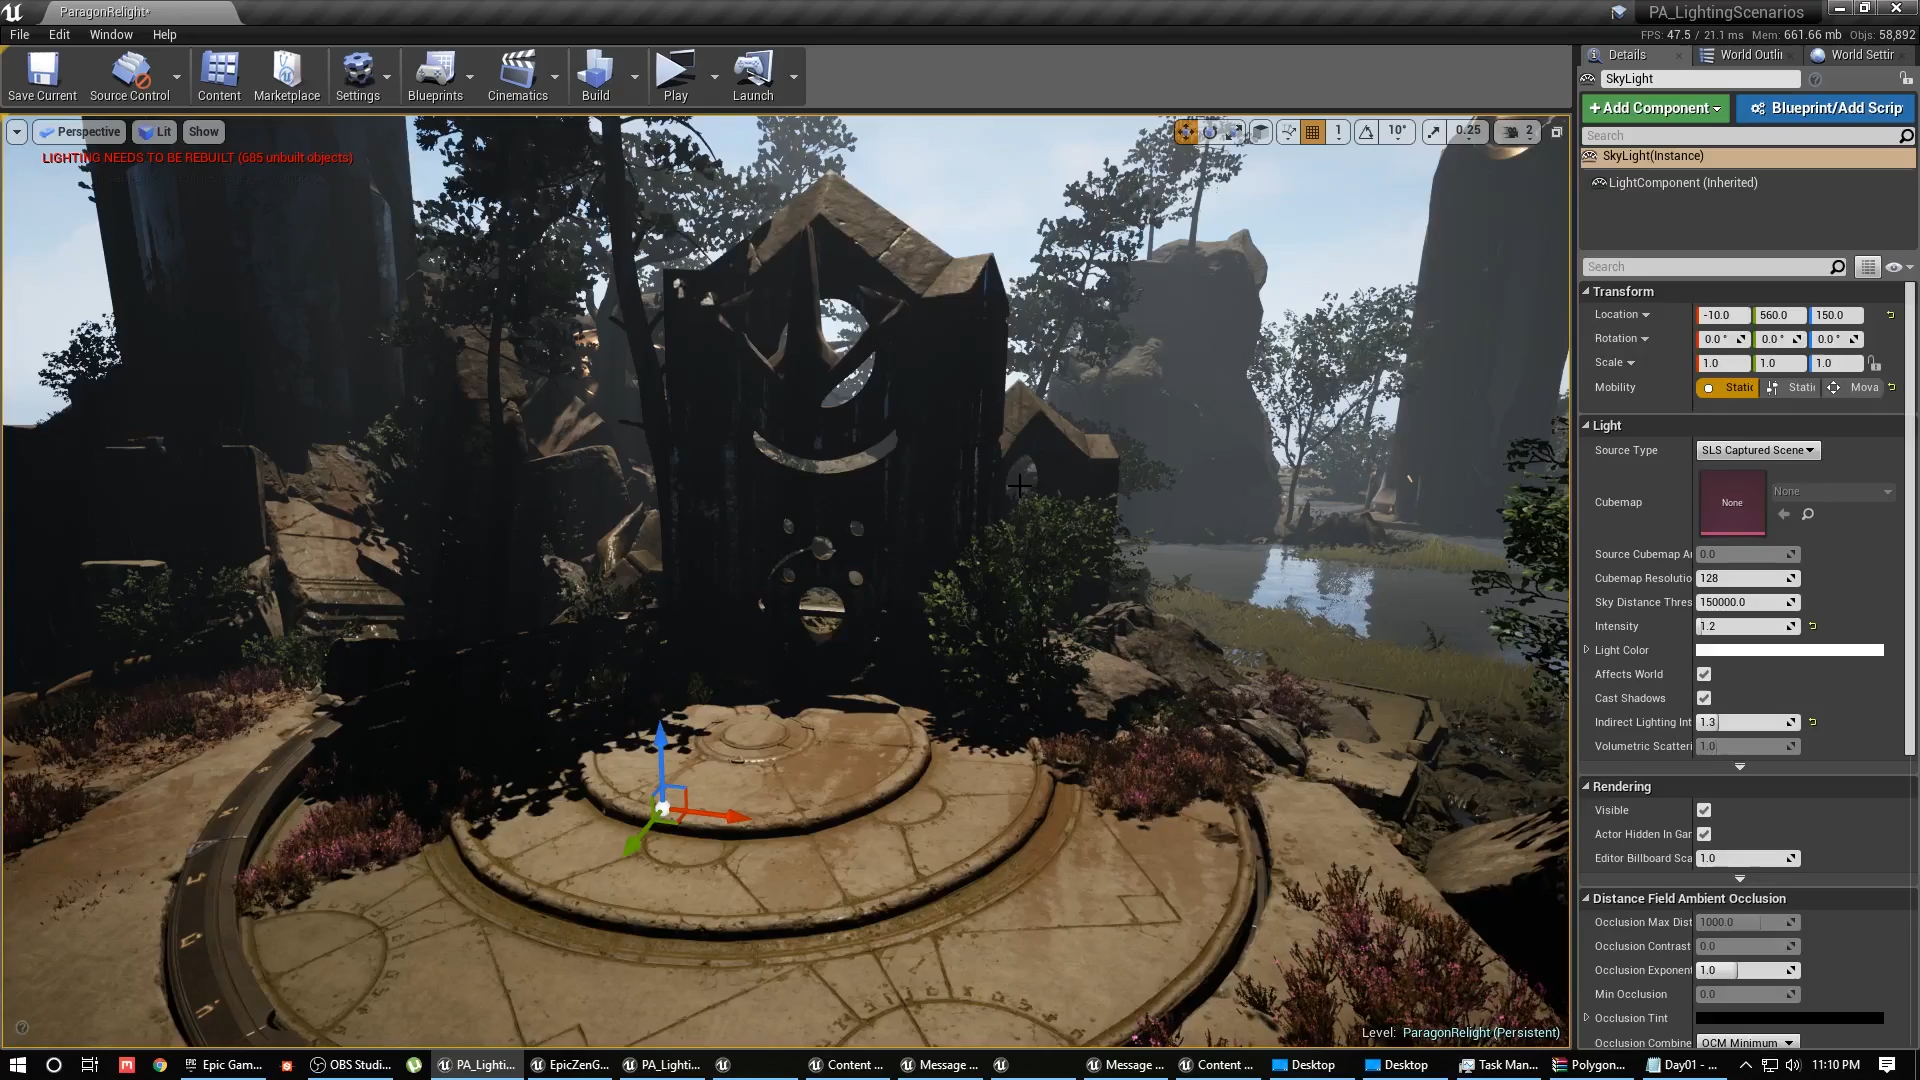 ParagonRelight*
PA_LightingScenarios
File Edit Window Help
FPS: 47.5 / 21.1 ms Mem: 661.66 mb Objs: 58,892
Save Current
Source Control
Content
Marketplace
Settings
Blueprints
Cinematics
Build
Play
Launch
Details
World Outli
World Settin
SkyLight
+Add Component
Blueprint/Add Scrip
Search
SkyLight(Instance)
LightComponent (Inherited)
Search
Perspective
Lit
Show
1
10°
0.25
2
LIGHTING NEEDS TO BE REBUILT (685 unbuilt objects)
Transform
Location -10.0 560.0 150.0
Rotation 0.0 ° 0.0 ° 0.0 °
Scale 1.0 1.0 1.0
Mobility Static Static Mova
Light
Source Type SLS Captured Scene
Cubemap None None
Source Cubemap An 0.0
Cubemap Resolutio 128
Sky Distance Thres 150000.0
Intensity 1.2
Light Color
Affects World
Cast Shadows
Indirect Lighting Int 1.3
Volumetric Scatteri 1.0
Rendering
Visible
Actor Hidden In Gar
Editor Billboard Sca 1.0
Distance Field Ambient Occlusion
Occlusion Max Dist 1000.0
Occlusion Contrast 0.0
Occlusion Exponent 1.0
Min Occlusion 0.0
Occlusion Tint
Occlusion Combine OCM Minimum
Level: ParagonRelight (Persistent)
Epic Gam...
OBS Studi...
PA_Lighti...
EpicZenG...
PA_Lighti...
Content ...
Message ...
Message ...
Content ...
Desktop
Desktop
Task Man...
Polygon...
Day01 - ...
11:10 PM